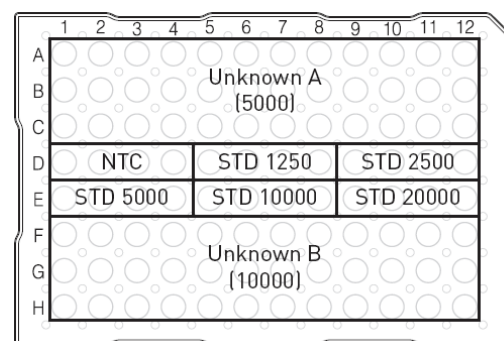 1 2 3 4 5 6 7 8 9 10 11 12
A
Unknown A
B
(5000)
C
D NTC STD 1250 STD 2500
E STD 5000 STD 10000 STD 20000
F
Unknown B
G
(10000)
H